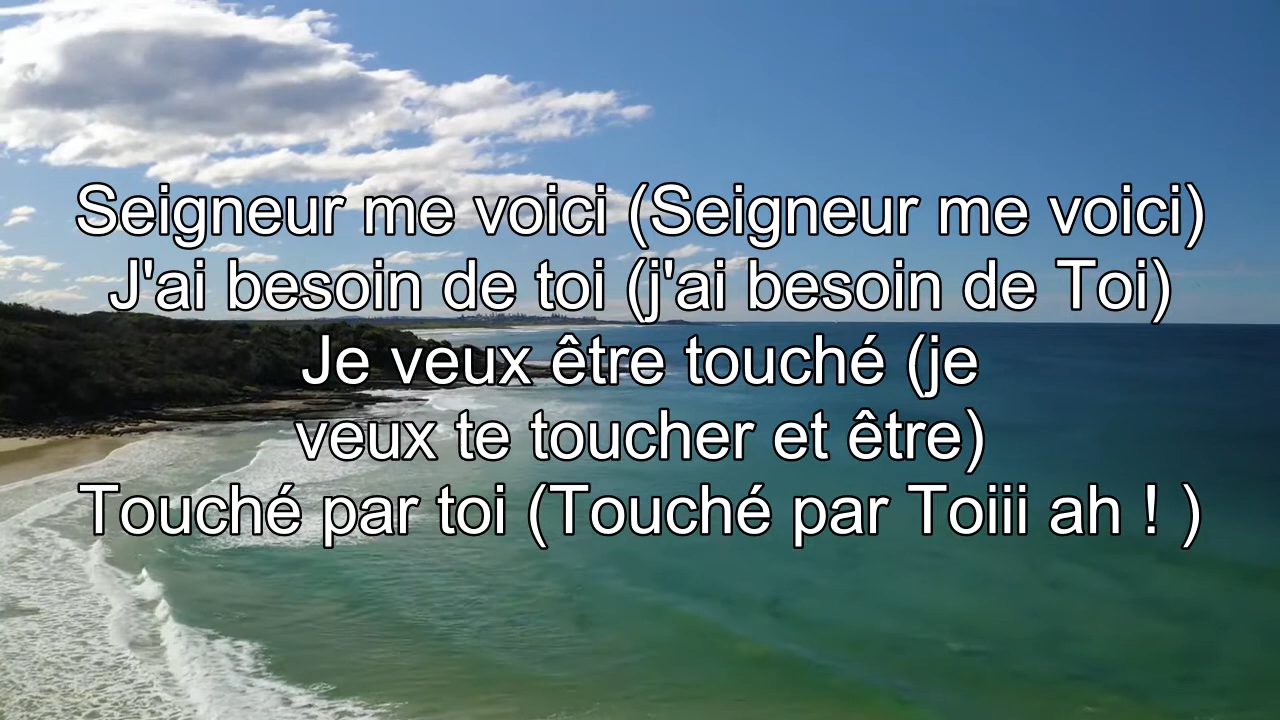 Seigneur me voici (Seigneur me voici)
J'ai besoin de toi (j'ai besoin de Toi)
Je veux être touché (je
veux te toucher et être)
Touché par toi (Touché par Toiii ah ! )